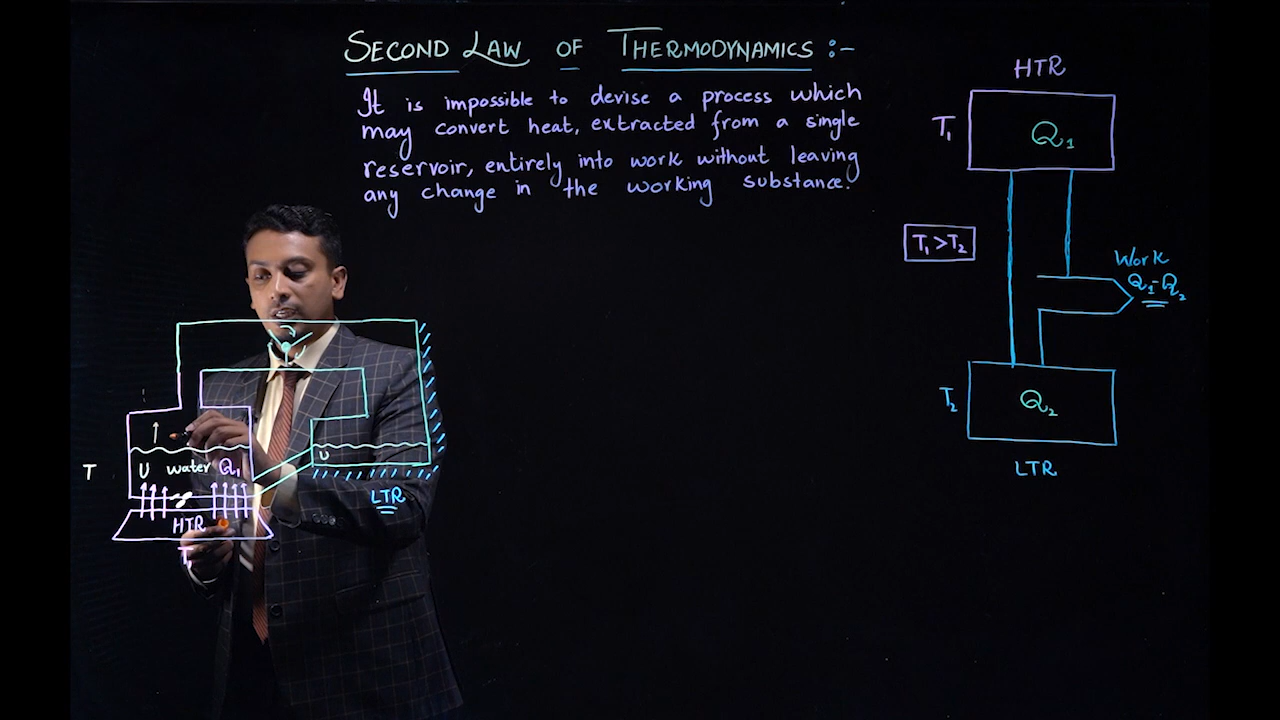 SECOND LAW OF THERMODYNAMICS :-
It is impossible to devise a process which
may convert heat, extracted from a single
reservoir, entirely into work without leaving
any change in the working substance.
HTR
T1
Q1
T1>T2
Work
Q1-Q2
T2
Q2
LTR
T
U water Q1
U
LTR
HTR
T1